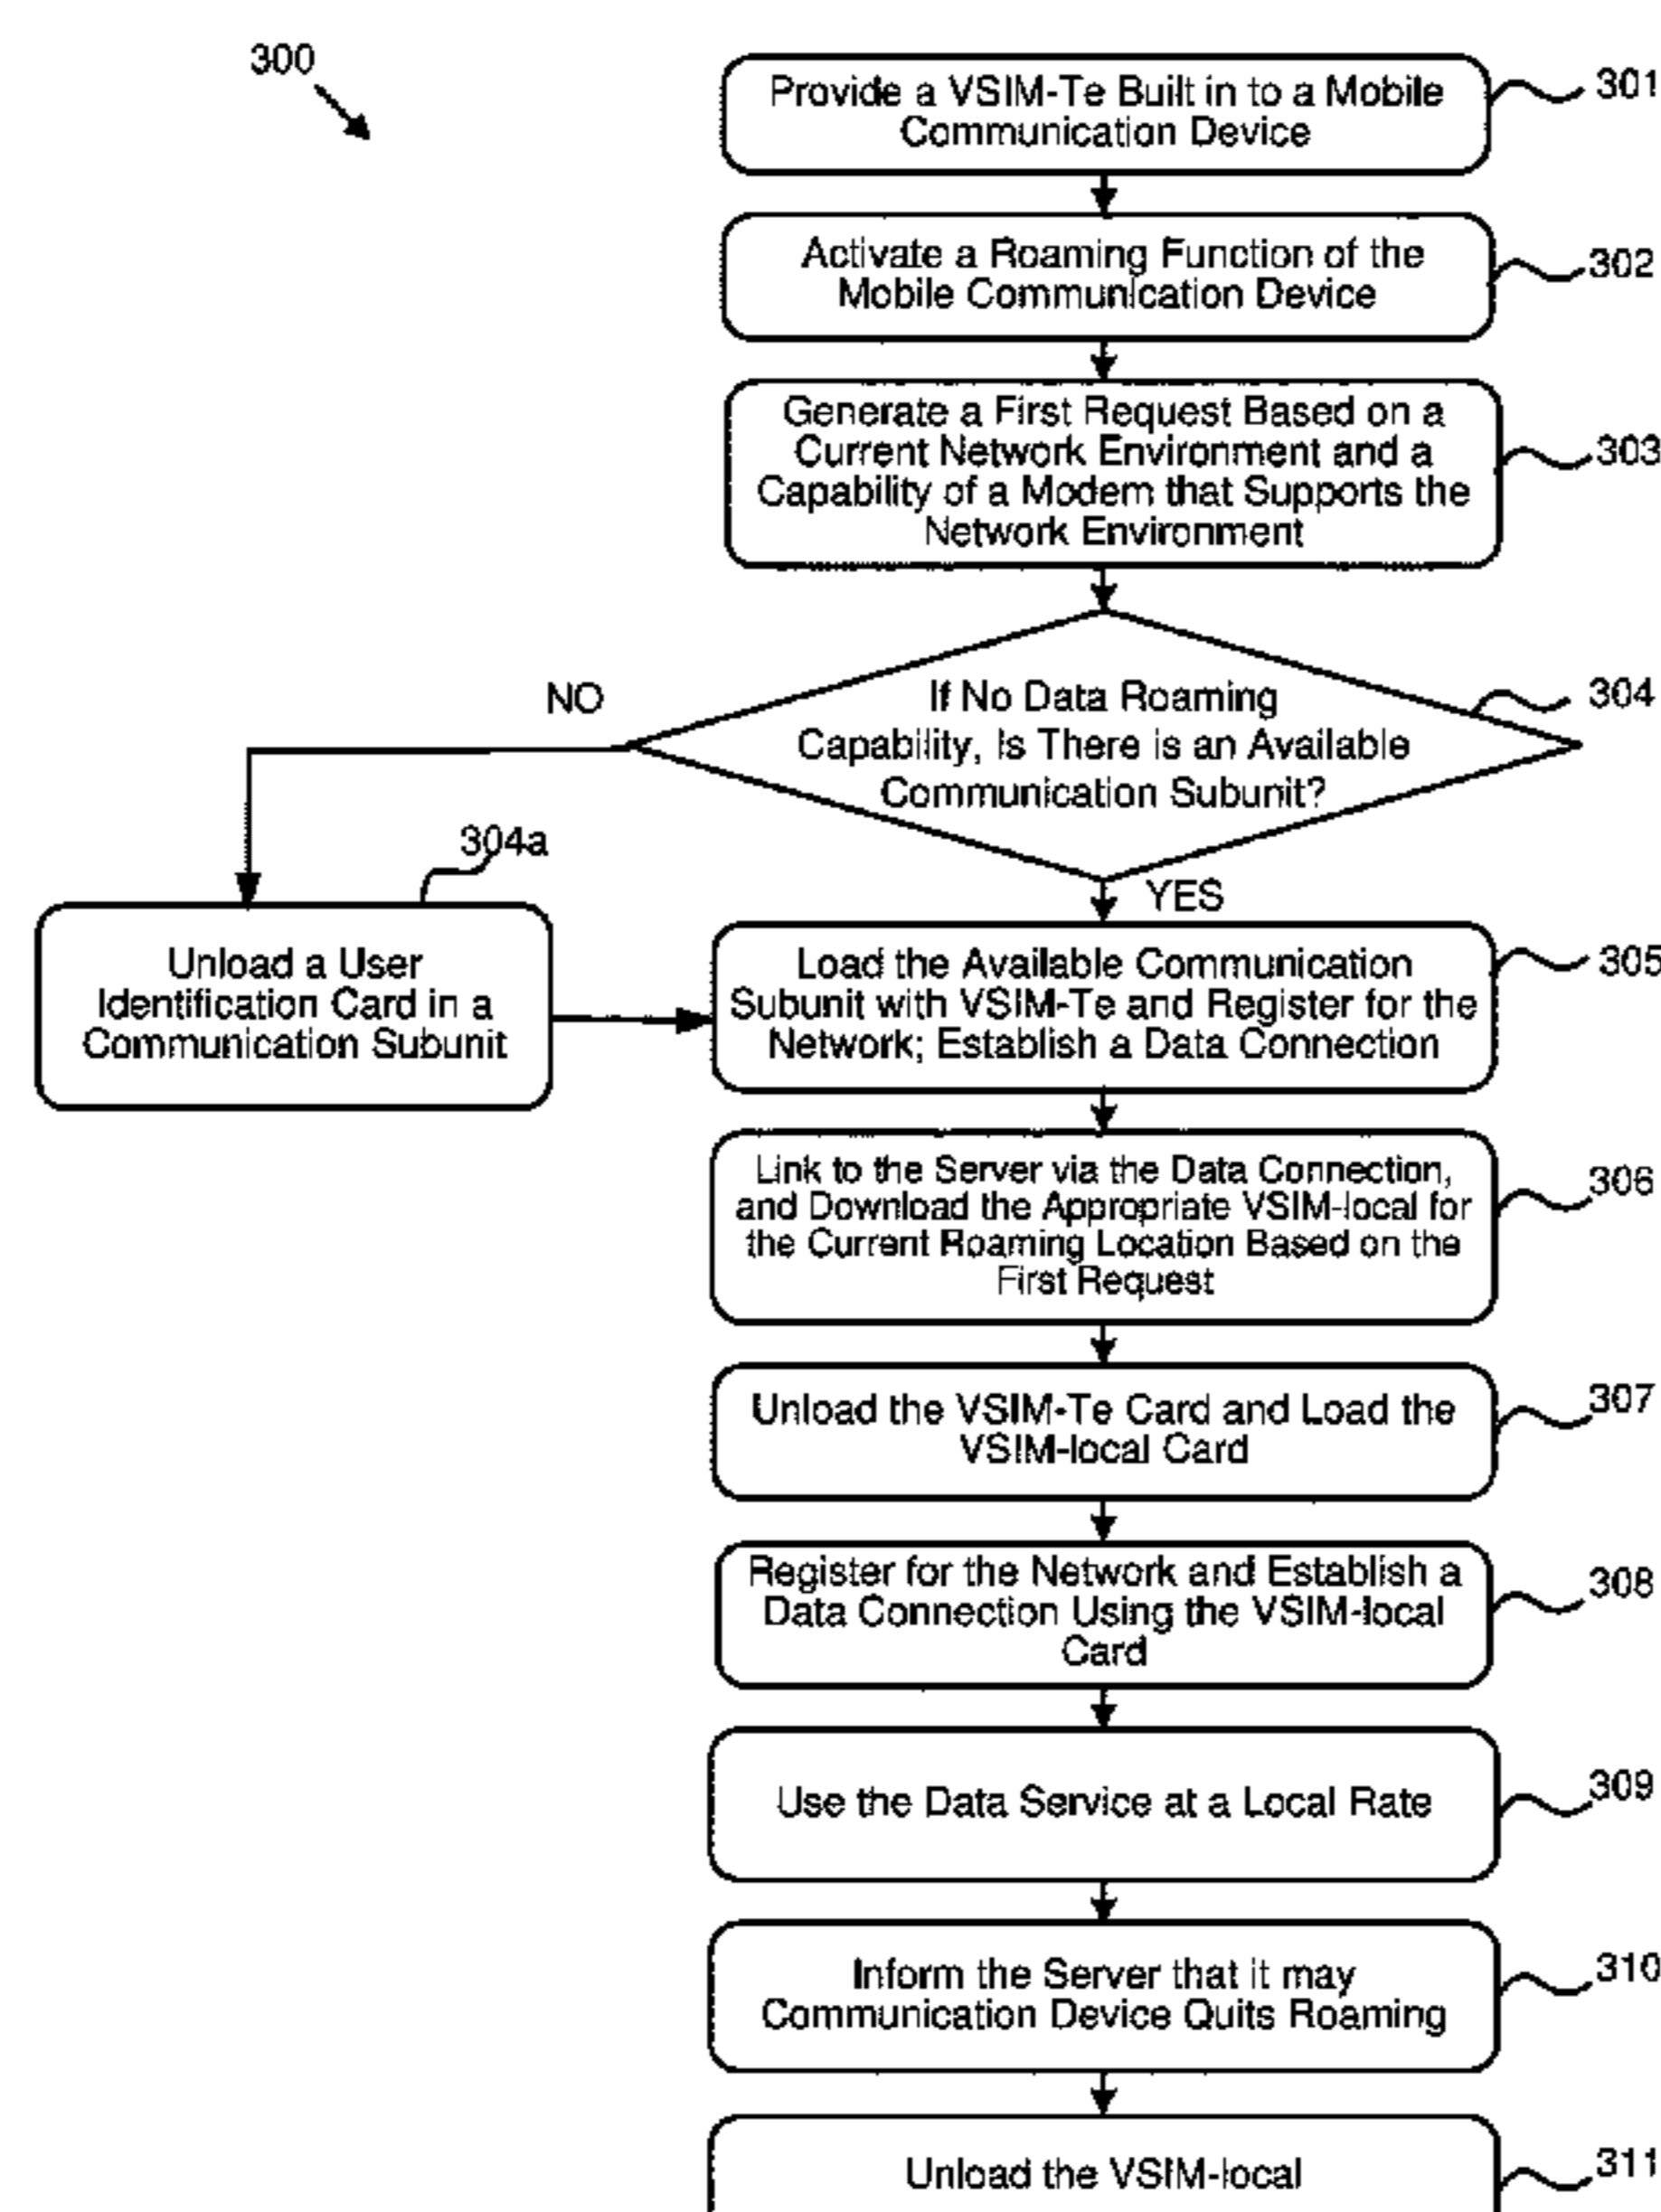 300
Provide a VSIM-Te Built in to a Mobile
Communication Device
301
Activate a Roaming Function of the
Mobile Communication Device
302
Generate a First Request Based on a
Current Network Environment and a
Capability of a Modem that Supports the
Network Environment
303
If No Data Roaming
Capability, Is There is an Available
Communication Subunit?
304
NO
YES
304a
Unload a User
Identification Card in a
Communication Subunit
Load the Available Communication
Subunit with VSIM-Te and Register for the
Network; Establish a Data Connection
305
Link to the Server via the Data Connection,
and Download the Appropriate VSIM-local for
the Current Roaming Location Based on the
First Request
306
Unload the VSIM-Te Card and Load the
VSIM-local Card
307
Register for the Network and Establish a
Data Connection Using the VSIM-local
Card
308
Use the Data Service at a Local Rate
309
Inform the Server that it may
Communication Device Quits Roaming
310
Unload the VSIM-local
311